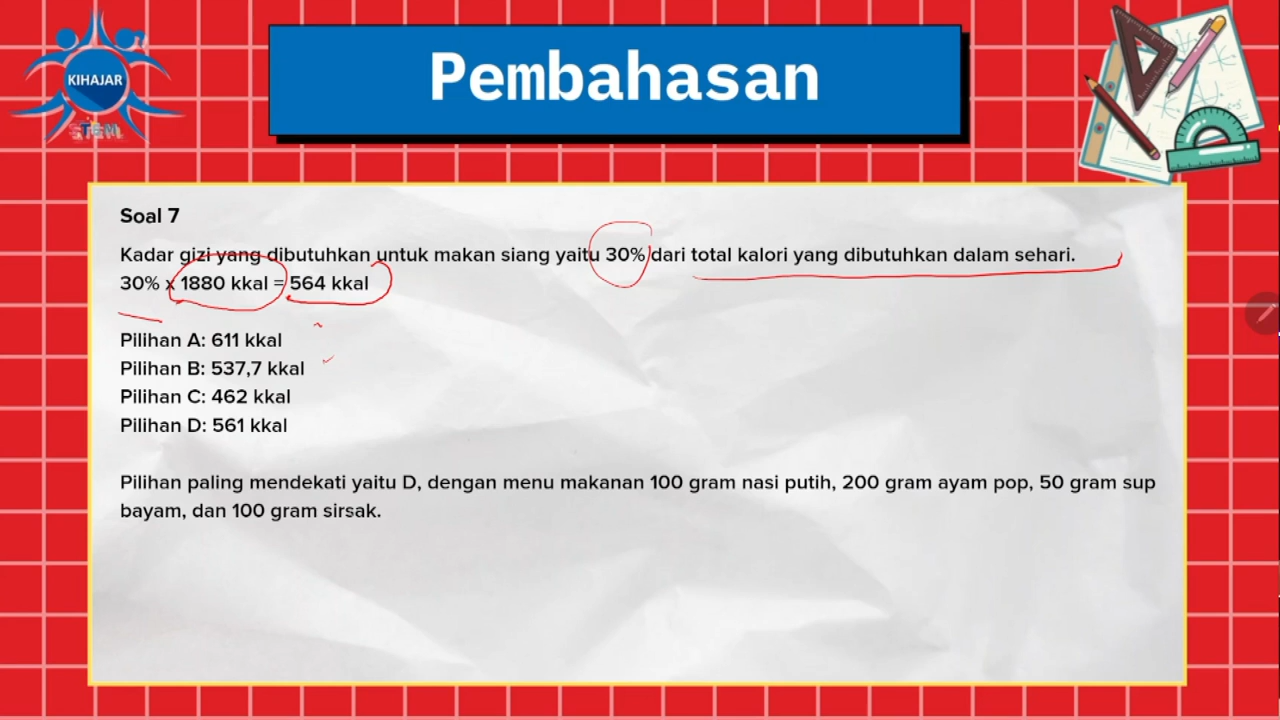 KIHAJAR
STEM
Pembahasan
Soal 7
Kadar gizi yang dibutuhkan untuk makan siang yaitu 30% dari total kalori yang dibutuhkan dalam sehari.
30% x 1880 kkal = 564 kkal
Pilihan A: 611 kkal
Pilihan B: 537,7 kkal
Pilihan C: 462 kkal
Pilihan D: 561 kkal
Pilihan paling mendekati yaitu D, dengan menu makanan 100 gram nasi putih, 200 gram ayam pop, 50 gram sup
bayam, dan 100 gram sirsak.